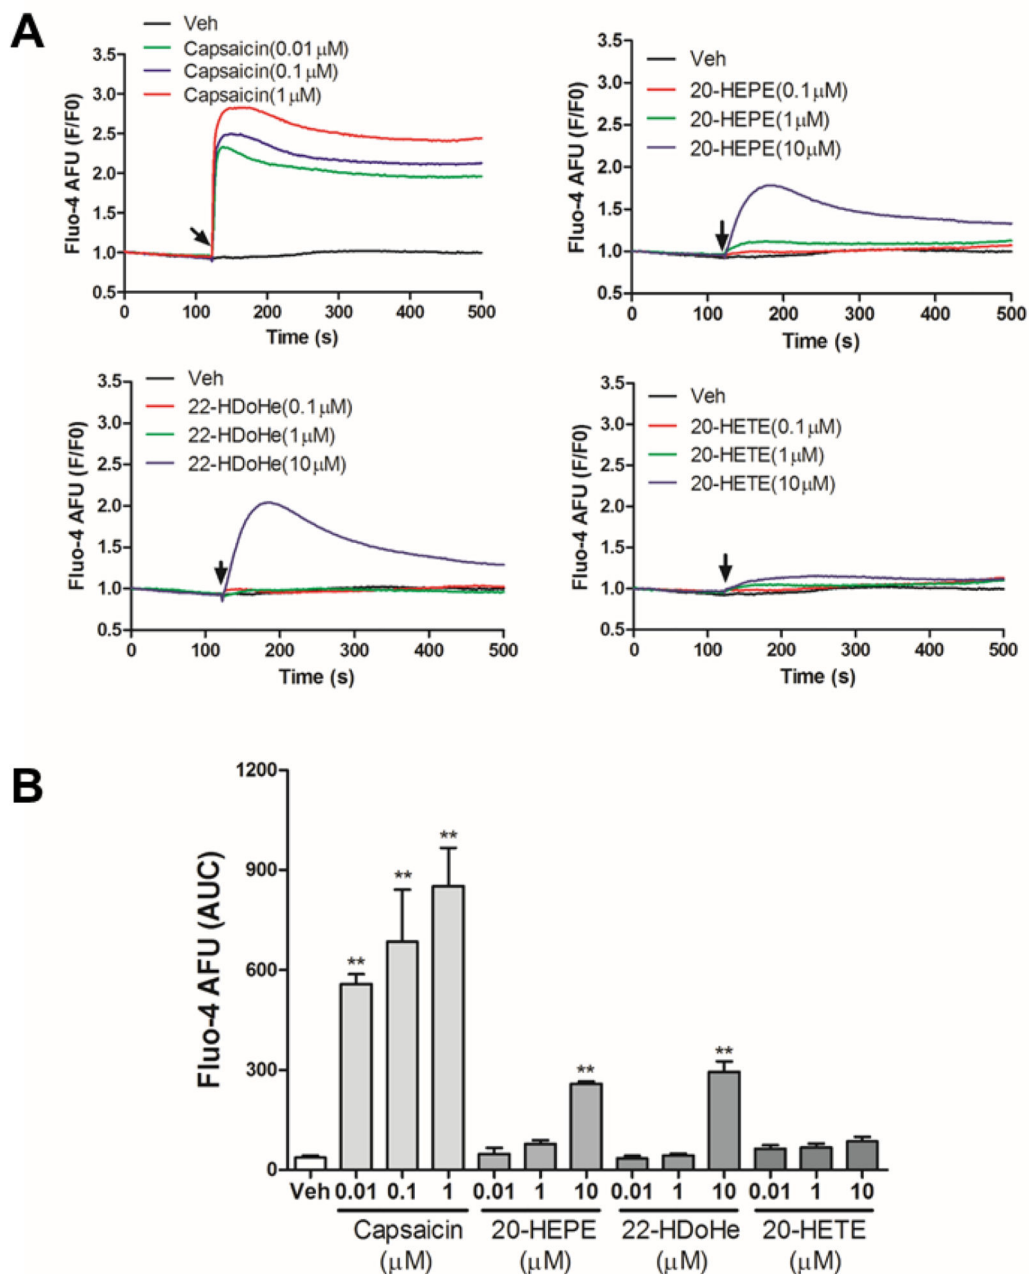 A
Veh
Capsaicin(0.01μM)
Capsaicin(0.1μM)
Capsaicin(1μM)
Fluo-4 AFU (F/F0)
3.5
3.0
2.5
2.0
1.5
1.0
0.5
0 100 200 300 400 500
Time (s)
Veh
20-HEPE(0.1μM)
20-HEPE(1μM)
20-HEPE(10μM)
Fluo-4 AFU (F/F0)
3.5
3.0
2.5
2.0
1.5
1.0
0.5
0 100 200 300 400 500
Time (s)
Veh
22-HDoHe(0.1μM)
22-HDoHe(1μM)
22-HDoHe(10μM)
Fluo-4 AFU (F/F0)
3.5
3.0
2.5
2.0
1.5
1.0
0.5
0 100 200 300 400 500
Time (s)
Veh
20-HETE(0.1μM)
20-HETE(1μM)
20-HETE(10μM)
Fluo-4 AFU (F/F0)
3.5
3.0
2.5
2.0
1.5
1.0
0.5
0 100 200 300 400 500
Time (s)
B
Fluo-4 AFU (AUC)
1200
900
600
300
0
** ** ** ** **
Veh 0.01 0.1 1 0.01 1 10 0.01 1 10 0.01 1 10
Capsaicin 20-HEPE 22-HDoHe 20-HETE
(μM) (μM) (μM) (μM)